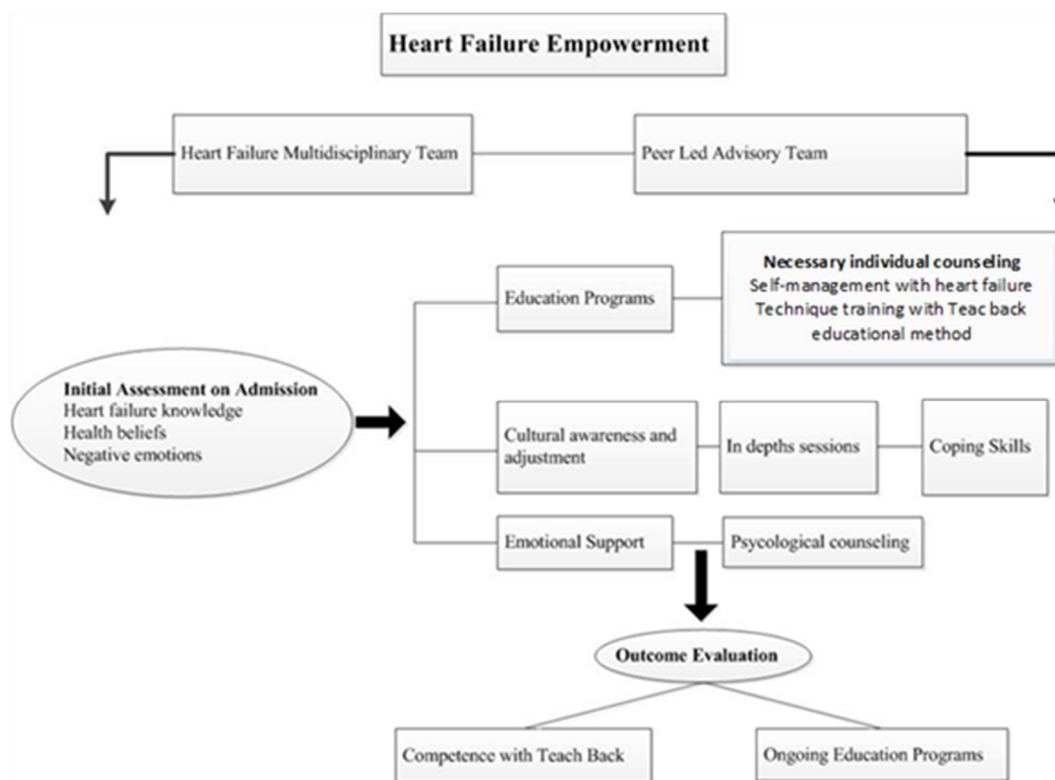 Heart Failure Empowerment
Heart Failure Multidisciplinary Team
Peer Led Advisory Team
Necessary individual counseling
Self-management with heart failure
Technique training with Teac back
educational method
Education Programs
Initial Assessment on Admission
Heart failure knowledge
Health beliefs
Negative emotions
Cultural awareness and
adjustment
In depths sessions
Coping Skills
Emotional Support
Psycological counseling
Outcome Evaluation
Competence with Teach Back
Ongoing Education Programs